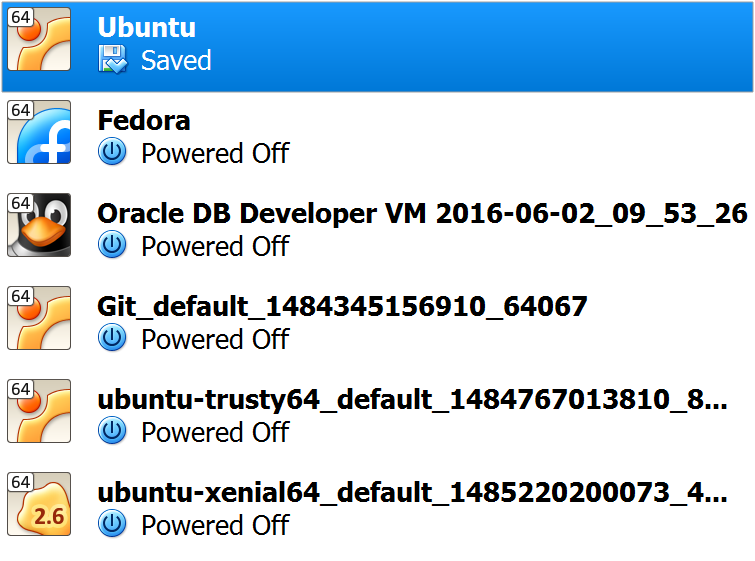 64
Ubuntu
Saved
64
Fedora
Powered Off
64
Oracle DB Developer VM 2016-06-02_09_53_26
Powered Off
64
Git_default_1484345156910_64067
Powered Off
64
ubuntu-trusty64_default_1484767013810_8...
Powered Off
64
2.6
ubuntu-xenial64_default_1485220200073_4...
Powered Off